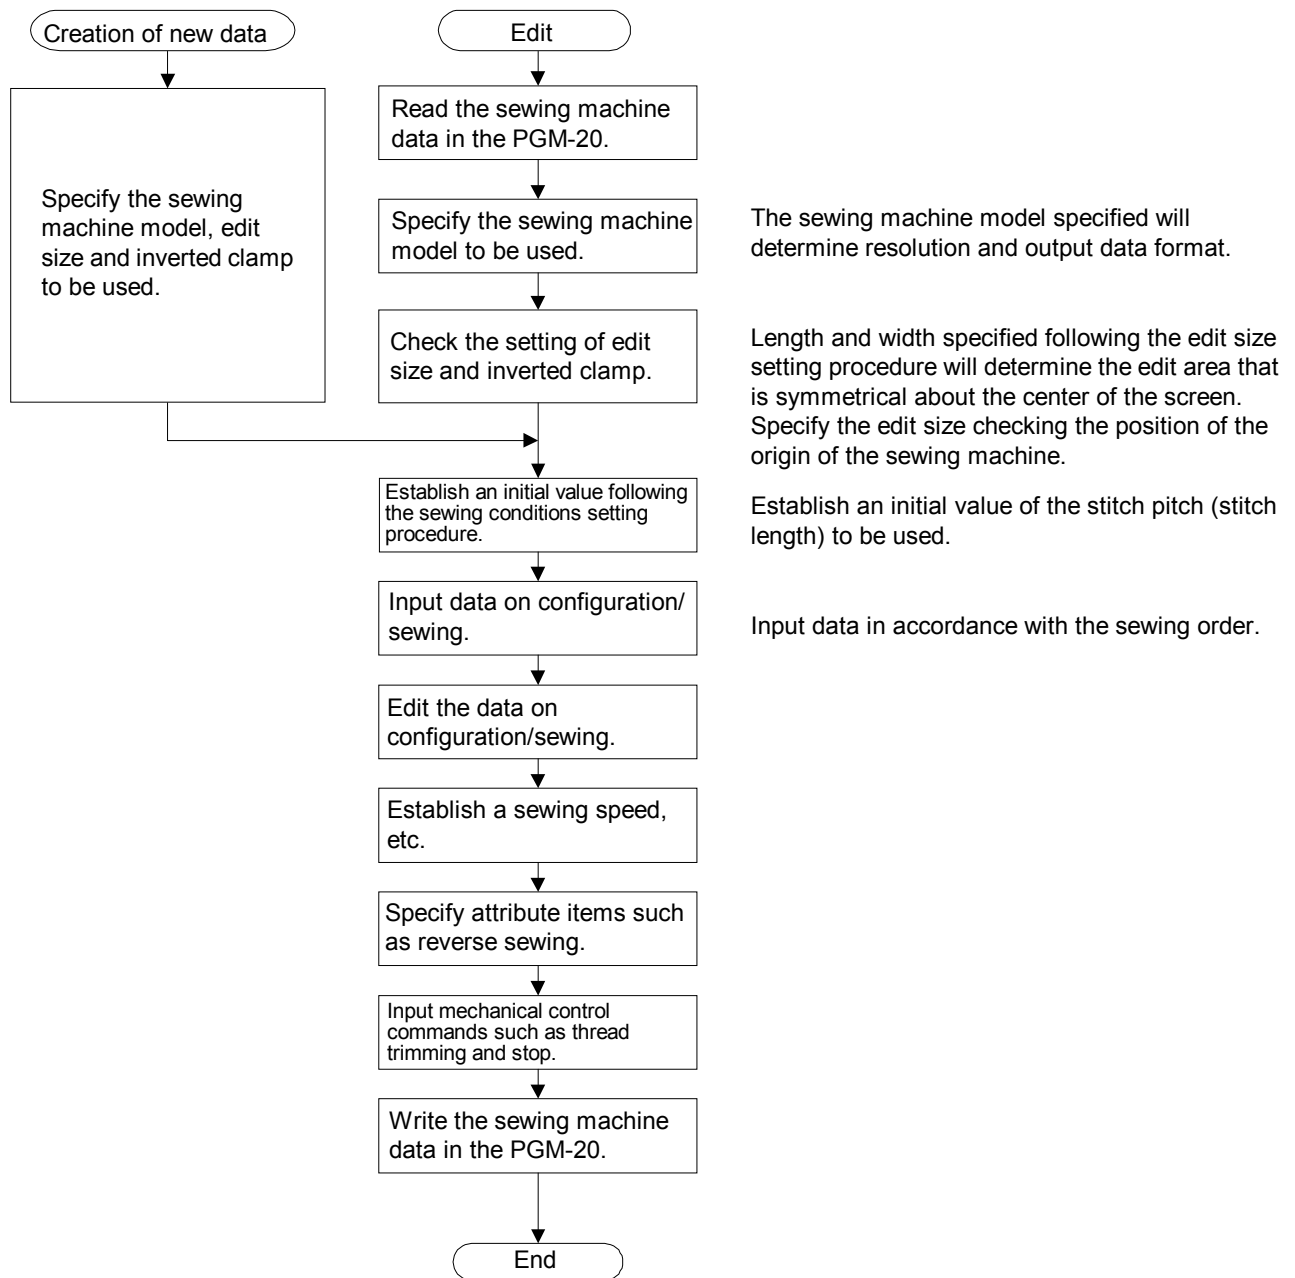 Creation of new data
Edit
Read the sewing machine
data in the PGM-20.
Specify the sewing
machine model, edit
size and inverted clamp
to be used.
Specify the sewing machine
model to be used.
The sewing machine model specified will
determine resolution and output data format.
Check the setting of edit
size and inverted clamp.
Length and width specified following the edit size
setting procedure will determine the edit area that
is symmetrical about the center of the screen.
Specify the edit size checking the position of the
origin of the sewing machine.
Establish an initial value following
the sewing conditions setting
procedure.
Establish an initial value of the stitch pitch (stitch
length) to be used.
Input data on configuration/
sewing.
Input data in accordance with the sewing order.
Edit the data on
configuration/sewing.
Establish a sewing speed,
etc.
Specify attribute items such
as reverse sewing.
Input mechanical control
commands such as thread
trimming and stop.
Write the sewing machine
data in the PGM-20.
End